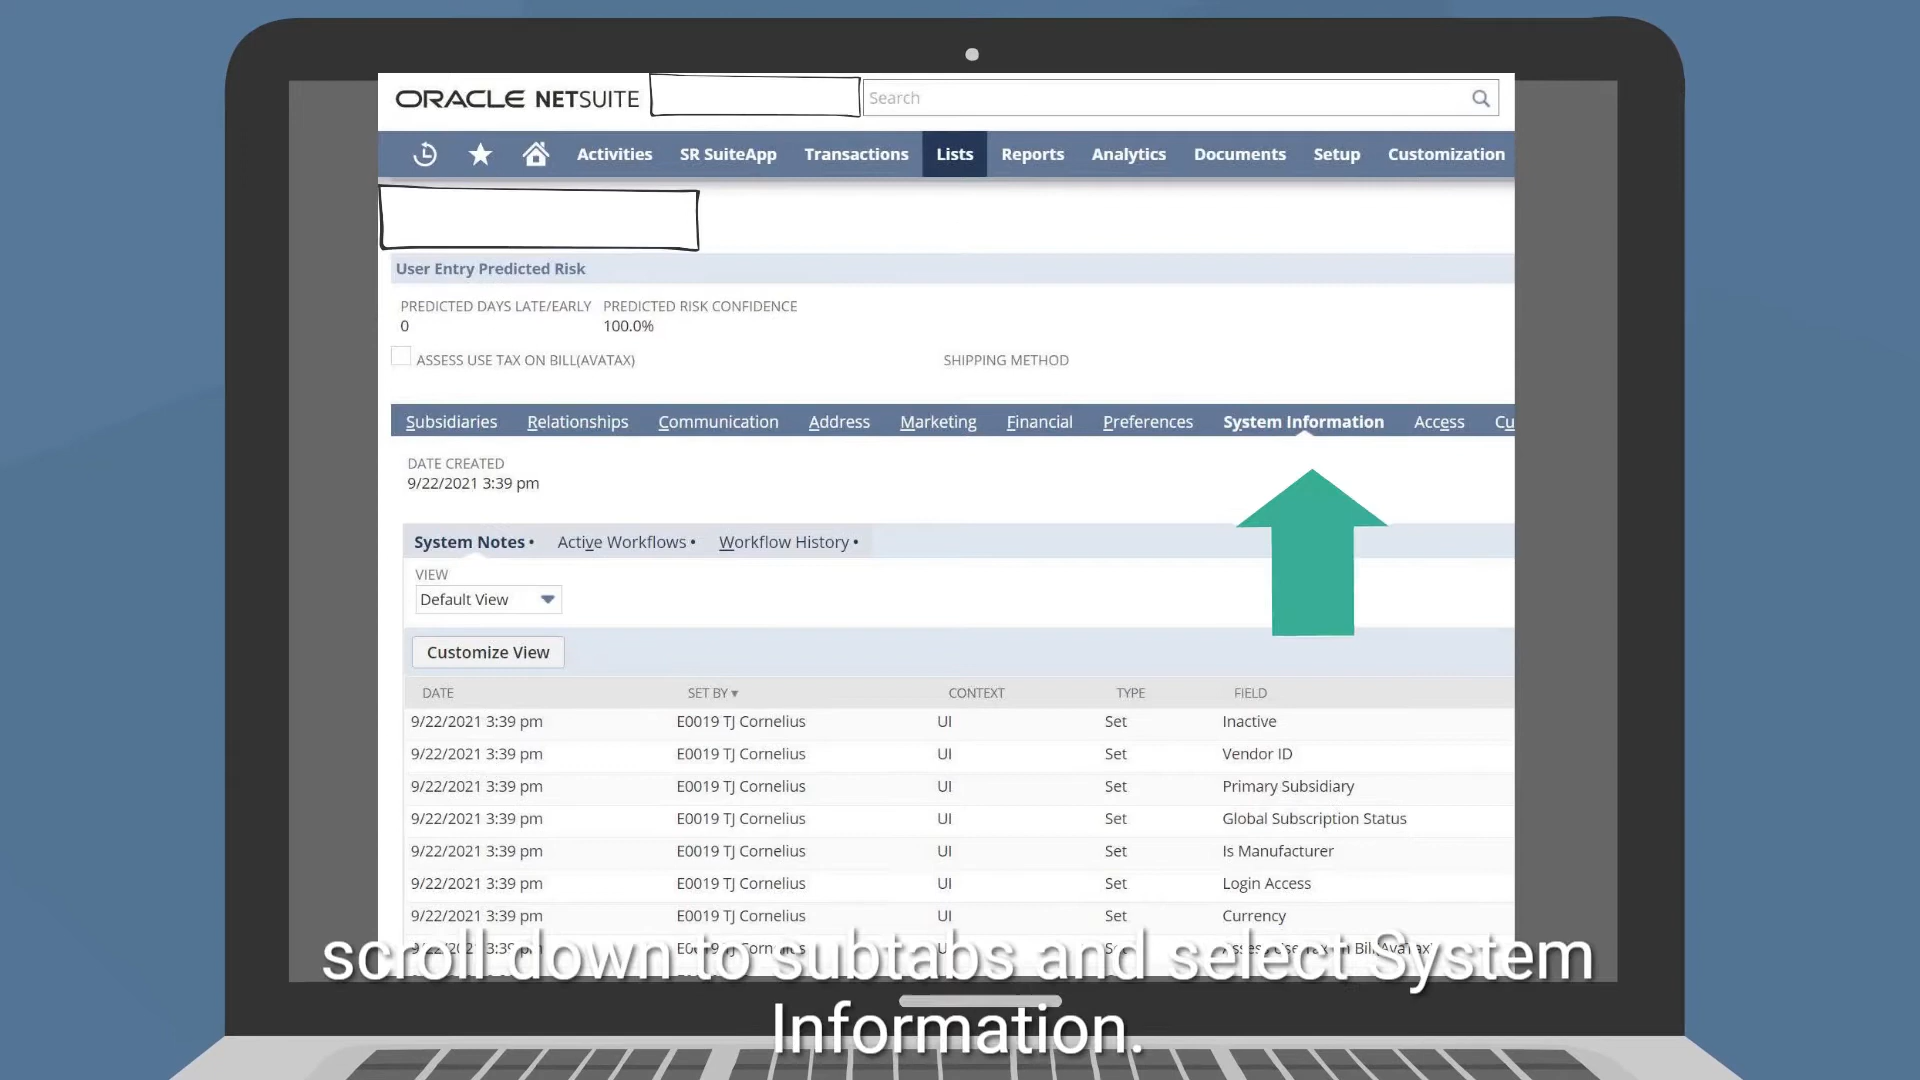 ORACLE NETSUITE
Search
Activities SR SuiteApp Transactions Lists Reports Analytics Documents Setup Customization
User Entry Predicted Risk
PREDICTED DAYS LATE/EARLY PREDICTED RISK CONFIDENCE
0 100.0%
ASSESS USE TAX ON BILL(AVATAX) SHIPPING METHOD
Subsidiaries Relationships Communication Address Marketing Financial Preferences System Information Access Cu
DATE CREATED
9/22/2021 3:39 pm
System Notes • Active Workflows • Workflow History •
VIEW
Default View
Customize View
DATE SET BY ▾ CONTEXT TYPE FIELD
9/22/2021 3:39 pm E0019 TJ Cornelius UI Set Inactive
9/22/2021 3:39 pm E0019 TJ Cornelius UI Set Vendor ID
9/22/2021 3:39 pm E0019 TJ Cornelius UI Set Primary Subsidiary
9/22/2021 3:39 pm E0019 TJ Cornelius UI Set Global Subscription Status
9/22/2021 3:39 pm E0019 TJ Cornelius UI Set Is Manufacturer
9/22/2021 3:39 pm E0019 TJ Cornelius UI Set Login Access
9/22/2021 3:39 pm E0019 TJ Cornelius UI Set Currency
scroll down to subtabs and select System
Information.